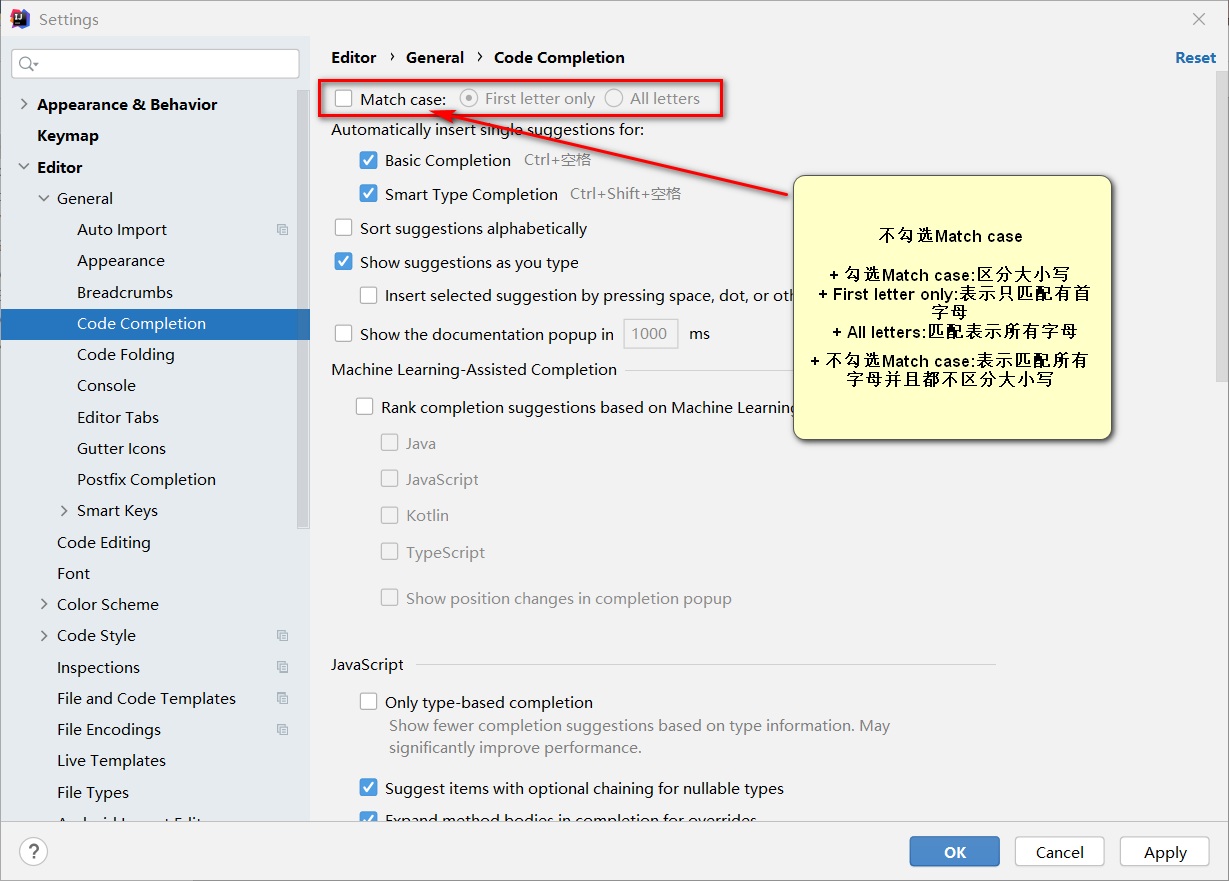 Settings
Editor › General › Code Completion
Reset
Appearance & Behavior
Keymap
Editor
General
Auto Import
Appearance
Breadcrumbs
Code Completion
Code Folding
Console
Editor Tabs
Gutter Icons
Postfix Completion
Smart Keys
Code Editing
Font
Color Scheme
Code Style
Inspections
File and Code Templates
File Encodings
Live Templates
File Types
Match case: First letter only All letters
Automatically insert single suggestions for:
Basic Completion Ctrl+空格
Smart Type Completion Ctrl+Shift+空格
Sort suggestions alphabetically
Show suggestions as you type
Insert selected suggestion by pressing space, dot, or oth
Show the documentation popup in 1000 ms
Machine Learning-Assisted Completion
Rank completion suggestions based on Machine Learning
Java
JavaScript
Kotlin
TypeScript
Show position changes in completion popup
JavaScript
Only type-based completion
Show fewer completion suggestions based on type information. May
significantly improve performance.
Suggest items with optional chaining for nullable types
Expand method bodies in completion for overrides
不勾选Match case
+ 勾选Match case:区分大小写
+ First letter only:表示只匹配有首
字母
+ All letters:匹配表示所有字母
+ 不勾选Match case:表示匹配所有
字母并且都不区分大小写
?
OK
Cancel
Apply